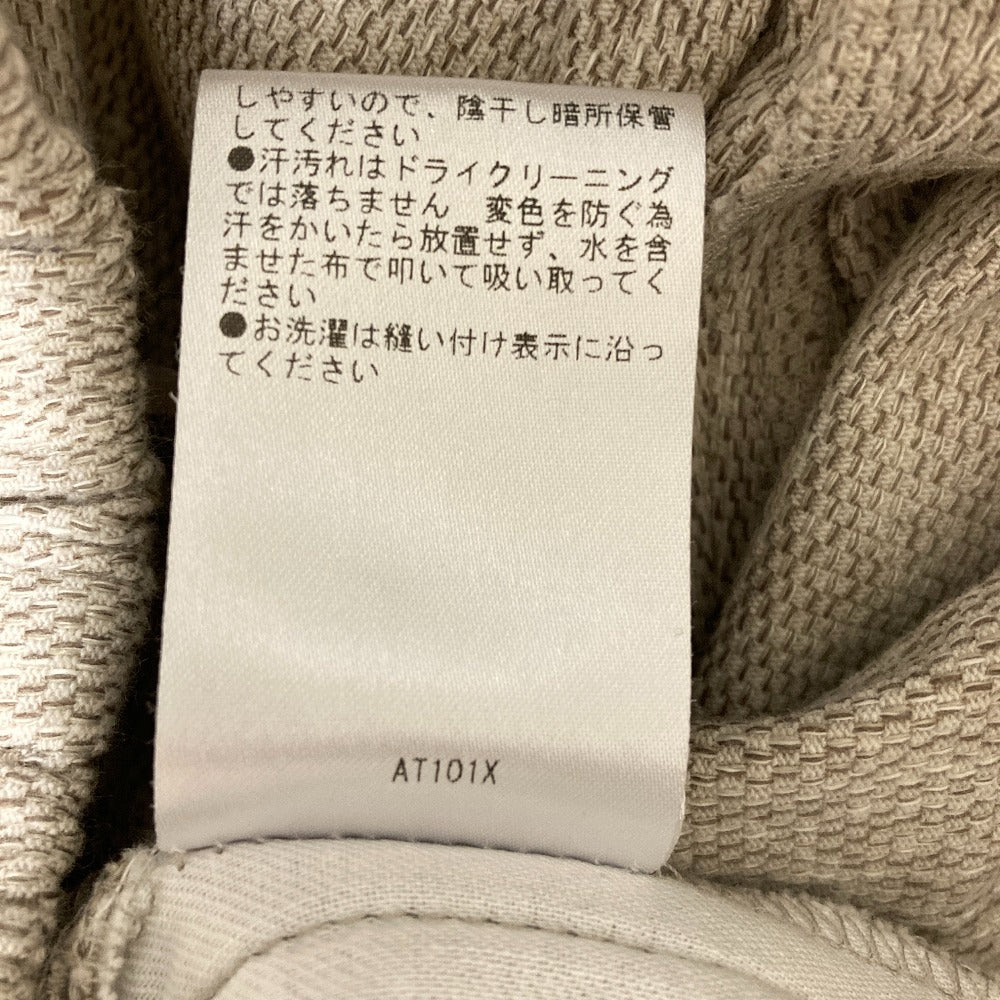 しやすいので、陰干し暗所保管
してください
●汗汚れはドライクリーニング
では落ちません 変色を防ぐ為
汗をかいたら放置せず、水を含
ませた布で叩いて吸い取ってく
ださい
●お洗濯は縫い付け表示に沿っ
てください
AT101X